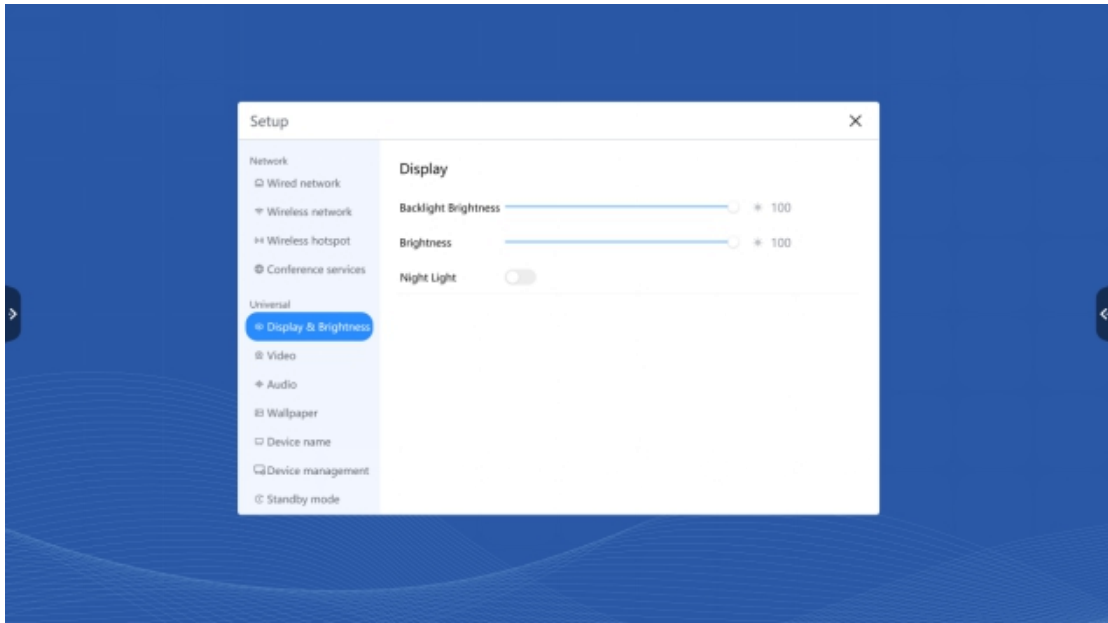 Setup
Network
Wired network
Wireless network
Wireless hotspot
Conference services
Universal
Display & Brightness
Video
Audio
Wallpaper
Device name
Device management
Standby mode
Display
Backlight Brightness 100
Brightness 100
Night Light